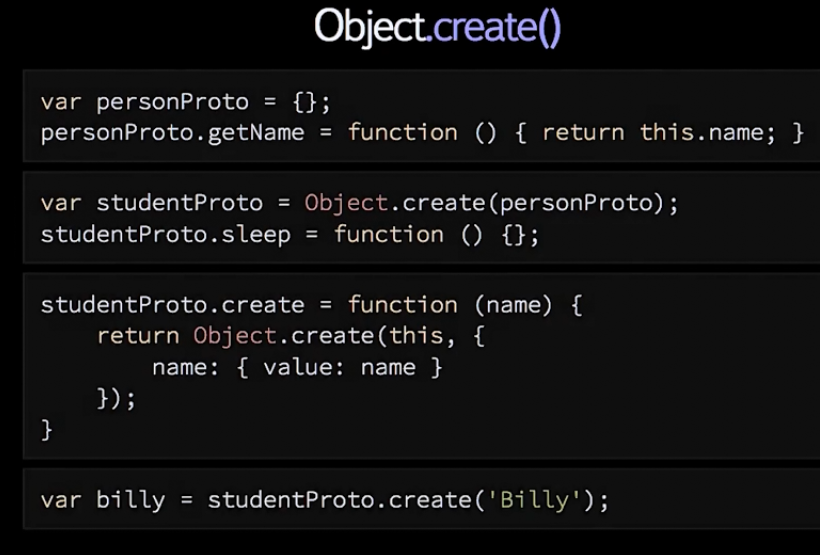 Object.create()
var personProto = {};
personProto.getName = function () { return this.name; }
var studentProto = Object.create(personProto);
studentProto.sleep = function () {};
studentProto.create = function (name) {
    return Object.create(this, {
        name: { value: name }
    });
}
var billy = studentProto.create('Billy');